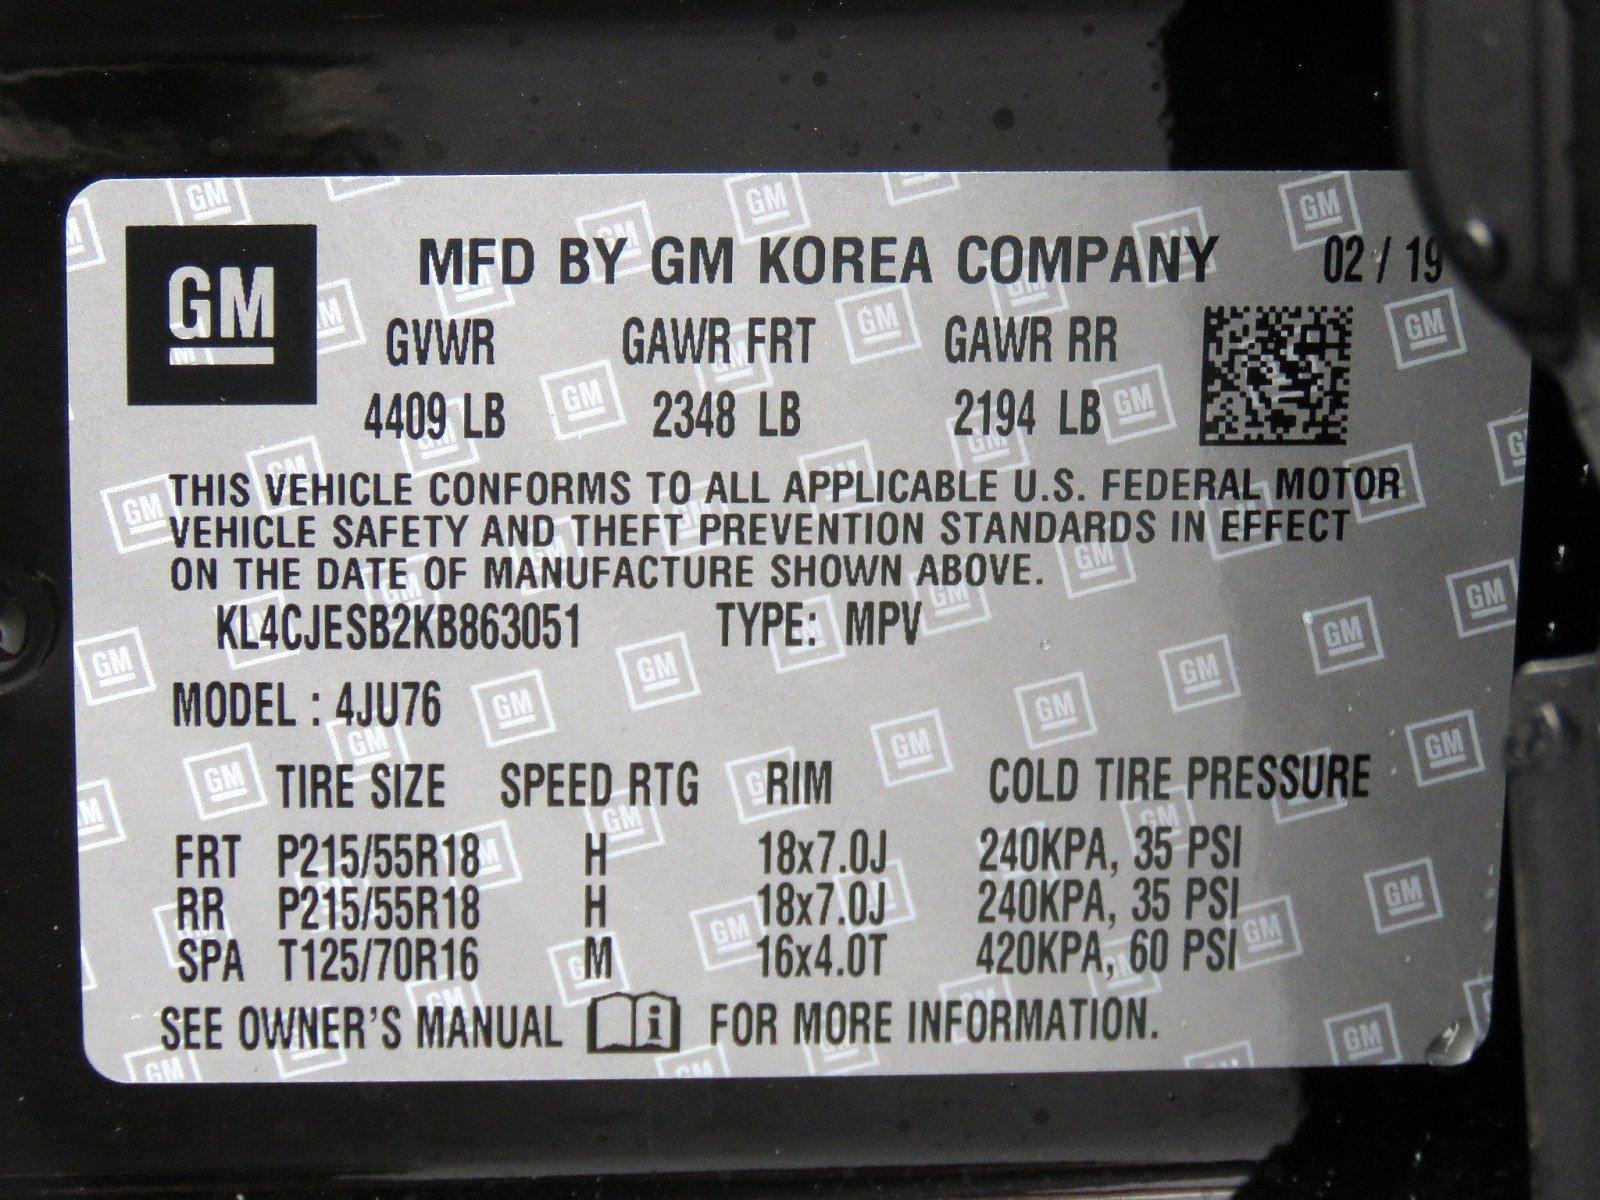 GM
MFD BY GM KOREA COMPANY 02 / 19
GVWR GAWR FRT GAWR RR
4409 LB 2348 LB 2194 LB
THIS VEHICLE CONFORMS TO ALL APPLICABLE U.S. FEDERAL MOTOR
VEHICLE SAFETY AND THEFT PREVENTION STANDARDS IN EFFECT
ON THE DATE OF MANUFACTURE SHOWN ABOVE.
KL4CJESB2KB863051 TYPE: MPV
MODEL : 4JU76
TIRE SIZE SPEED RTG RIM COLD TIRE PRESSURE
FRT P215/55R18 H 18x7.0J 240KPA, 35 PSI
RR P215/55R18 H 18x7.0J 240KPA, 35 PSI
SPA T125/70R16 M 16x4.0T 420KPA, 60 PSI
SEE OWNER'S MANUAL i FOR MORE INFORMATION.